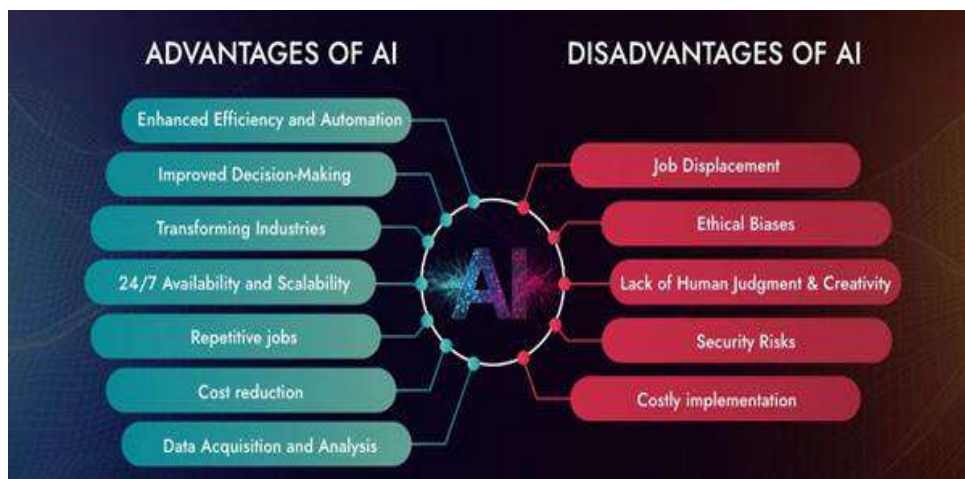 ADVANTAGES OF AI
Enhanced Efficiency and Automation
Improved Decision-Making
Transforming Industries
24/7 Availability and Scalability
Repetitive jobs
Cost reduction
Data Acquisition and Analysis
AI
DISADVANTAGES OF AI
Job Displacement
Ethical Biases
Lack of Human Judgment & Creativity
Security Risks
Costly implementation